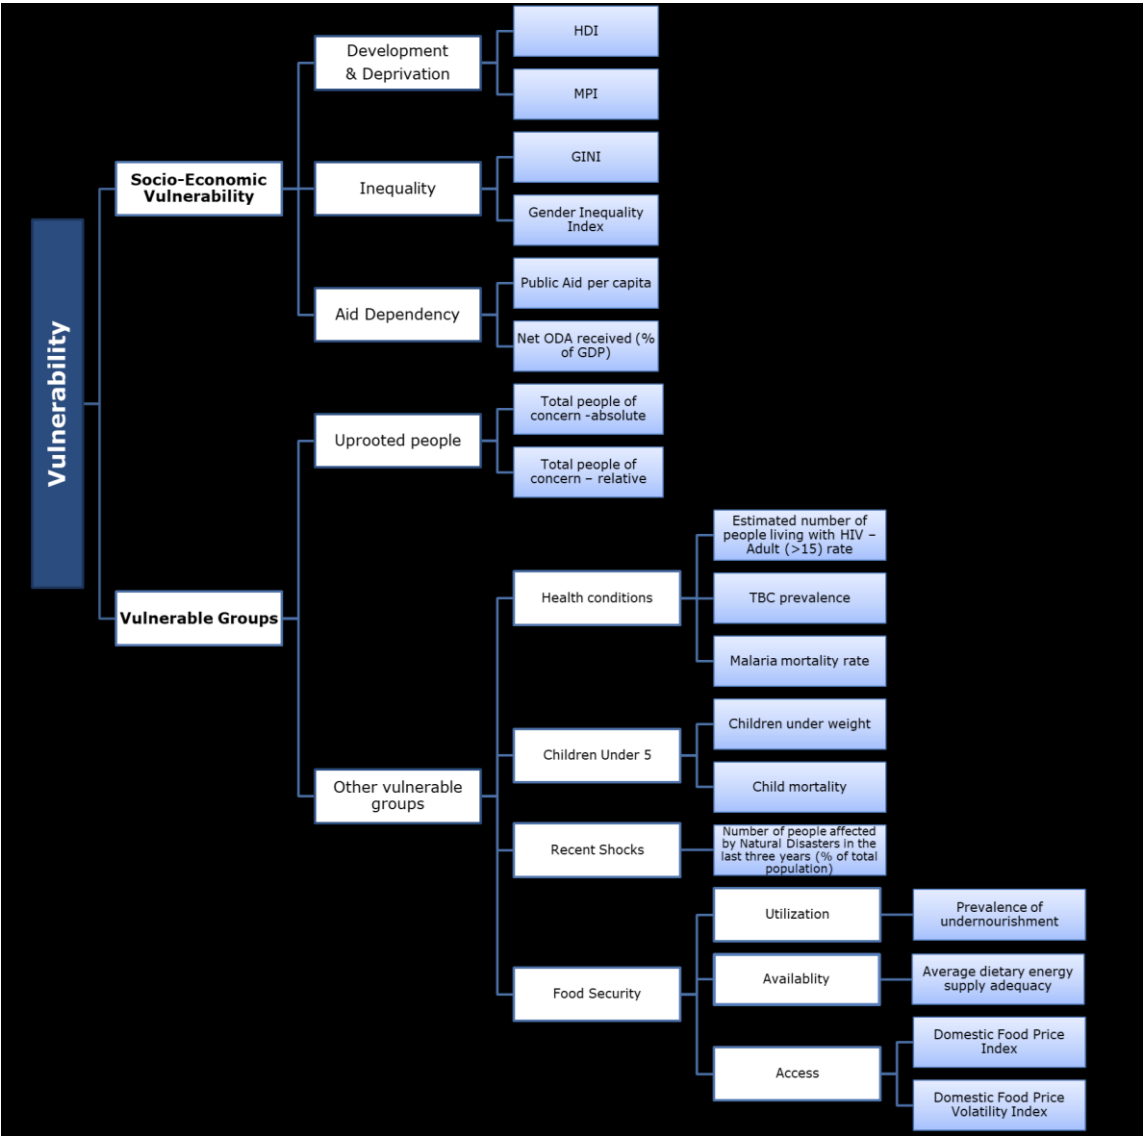 Vulnerability
Socio-Economic
Vulnerability
Development
& Deprivation
HDI
MPI
Inequality
GINI
Gender Inequality
Index
Aid Dependency
Public Aid per capita
Net ODA received (%
of GDP)
Vulnerable Groups
Uprooted people
Total people of
concern -absolute
Total people of
concern – relative
Other vulnerable
groups
Health conditions
Estimated number of
people living with HIV –
Adult (>15) rate
TBC prevalence
Malaria mortality rate
Children Under 5
Children under weight
Child mortality
Recent Shocks
Number of people affected
by Natural Disasters in the
last three years (% of total
population)
Food Security
Utilization
Prevalence of
undernourishment
Availablity
Average dietary energy
supply adequacy
Access
Domestic Food Price
Index
Domestic Food Price
Volatility Index